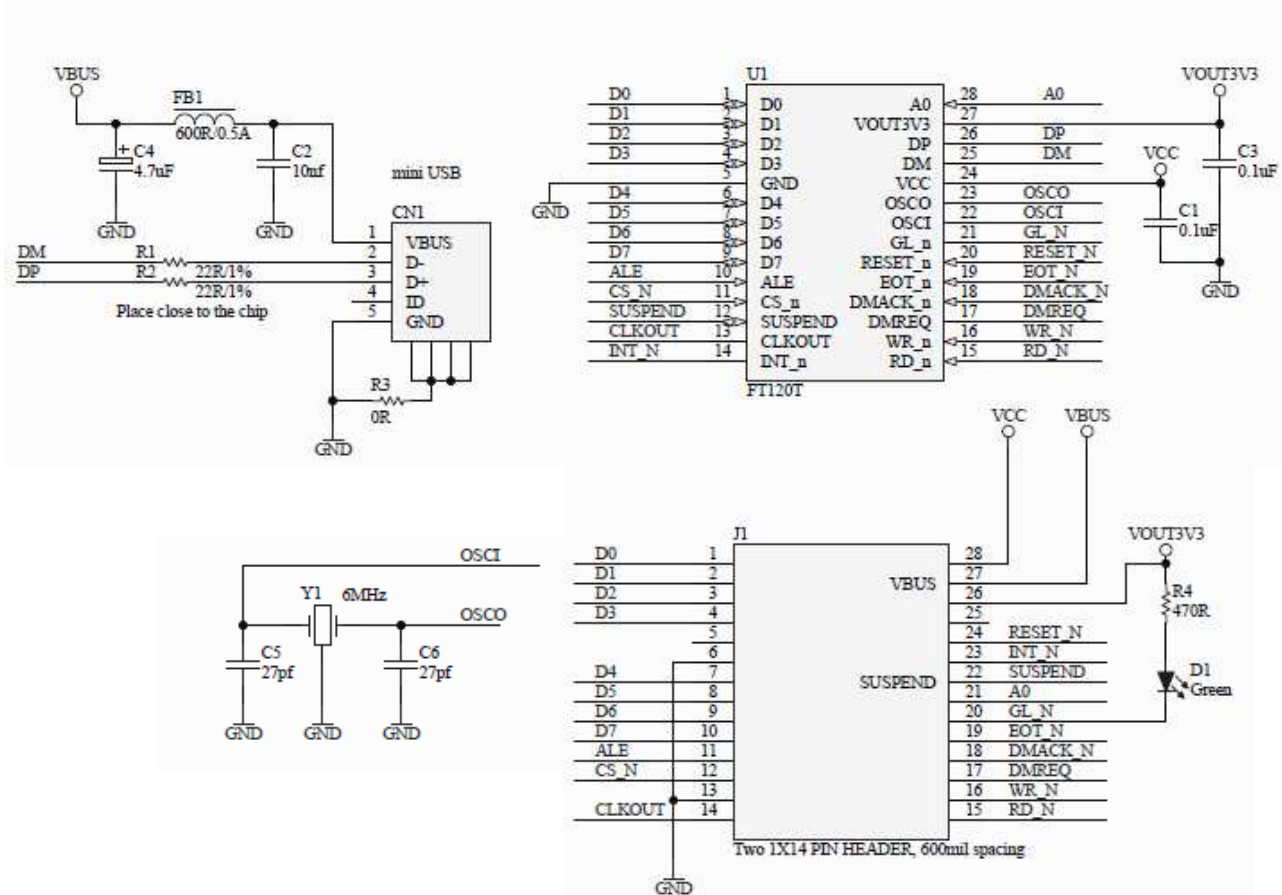 VBUS
FB1
600R/0.5A
+ C4
4.7uF
C2
10nf
GND
GND
mini USB
CN1
1 VBUS
DM R1 2 D-
DP R2 22R/1% 3 D+
22R/1% 4 ID
Place close to the chip 5 GND
R3
0R
GND
U1
D0 1 D0 A0 28 A0
D1 2 D1 VOUT3V3 27
D2 3 D2 DP 26 DP
D3 4 D3 DM 25 DM
5 GND VCC 24
D4 6 D4 OSCO 23 OSCO
D5 7 D5 OSCI 22 OSCI
D6 8 D6 GL_n 21 GL_N
D7 9 D7 RESET_n 20 RESET_N
ALE 10 ALE EOT_n 19 EOT_N
CS_N 11 CS_n DMACK_n 18 DMACK_N
SUSPEND 12 SUSPEND DMREQ 17 DMREQ
CLKOUT 13 CLKOUT WR_n 16 WR_N
INT_N 14 INT_n RD_n 15 RD_N
FT120T
GND
VOUT3V3
VCC
C3
0.1uF
C1
0.1uF
GND
OSCI
Y1 6MHz
OSCO
C5
27pf
C6
27pf
GND GND GND
VCC VBUS
VOUT3V3
R4
470R
D1
Green
J1
D0 1 28
D1 2 VBUS 27
D2 3 26
D3 4 25
5 24 RESET_N
6 23 INT_N
D4 7 SUSPEND 22 SUSPEND
D5 8 21 A0
D6 9 20 GL_N
D7 10 19 EOT_N
ALE 11 18 DMACK_N
CS_N 12 17 DMREQ
13 16 WR_N
CLKOUT 14 15 RD_N
Two 1X14 PIN HEADER, 600mil spacing
GND